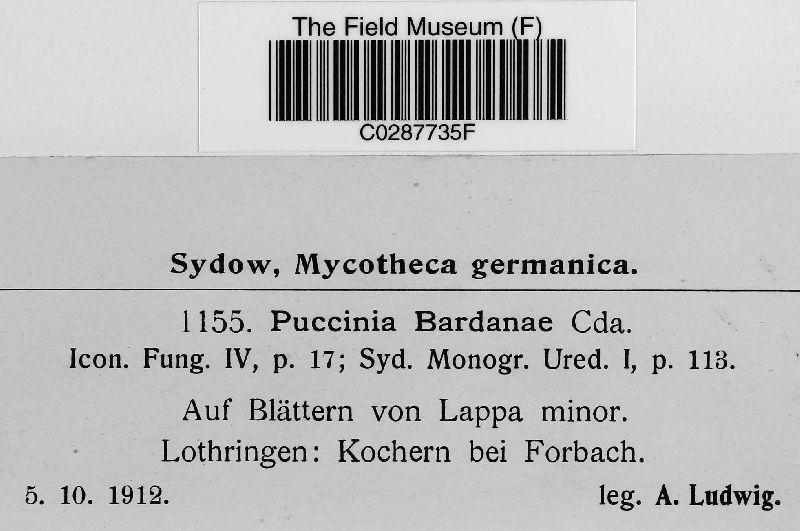 The Field Museum (F)
C0287735F
Sydow, Mycotheca germanica.
1155. Puccinia Bardanae Cda.
Icon. Fung. IV, p. 17; Syd. Monogr. Ured. I, p. 113.
Auf Blättern von Lappa minor.
Lothringen: Kochern bei Forbach.
5. 10. 1912. leg. A. Ludwig.